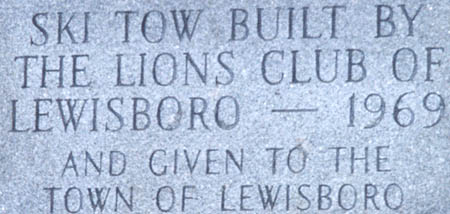 SKI TOW BUILT BY
THE LIONS CLUB OF
LEWISBORO — 1969
AND GIVEN TO THE
TOWN OF LEWISBORO